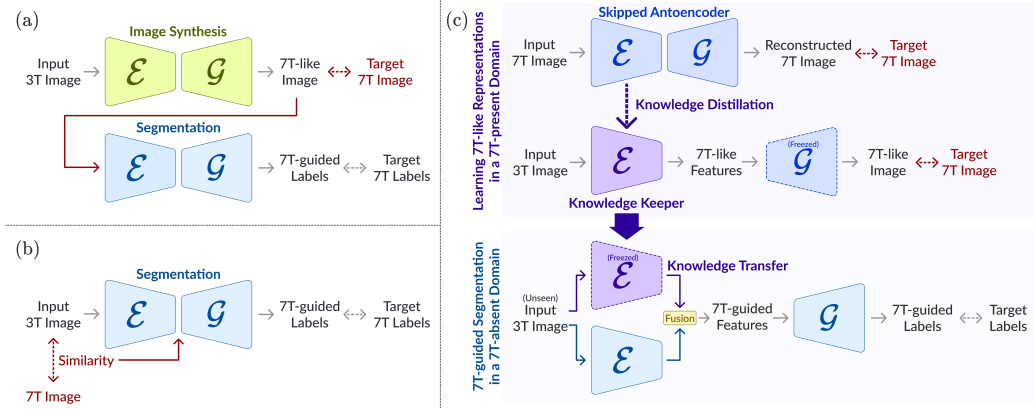 (a)
Image Synthesis
Input
3T Image
ℰ
𝒢
7T-like
Image
Target
7T Image
Segmentation
ℰ
𝒢
7T-guided
Labels
Target
7T Labels
(b)
Segmentation
Input
3T Image
ℰ
𝒢
7T-guided
Labels
Target
7T Labels
Similarity
7T Image
(c)
Learning 7T-like Representations
in a 7T-present Domain
Skipped Antoencoder
Input
7T Image
ℰ
𝒢
Reconstructed
7T Image
Target
7T Image
Knowledge Distillation
Input
3T Image
ℰ
7T-like
Features
(Freezed)
𝒢
7T-like
Image
Target
7T Image
Knowledge Keeper
7T-guided Segmentation
in a 7T-absent Domain
(Freezed)
ℰ
Knowledge Transfer
(Unseen)
Input
3T Image
Fusion
7T-guided
Features
𝒢
7T-guided
Labels
Target
Labels
ℰ